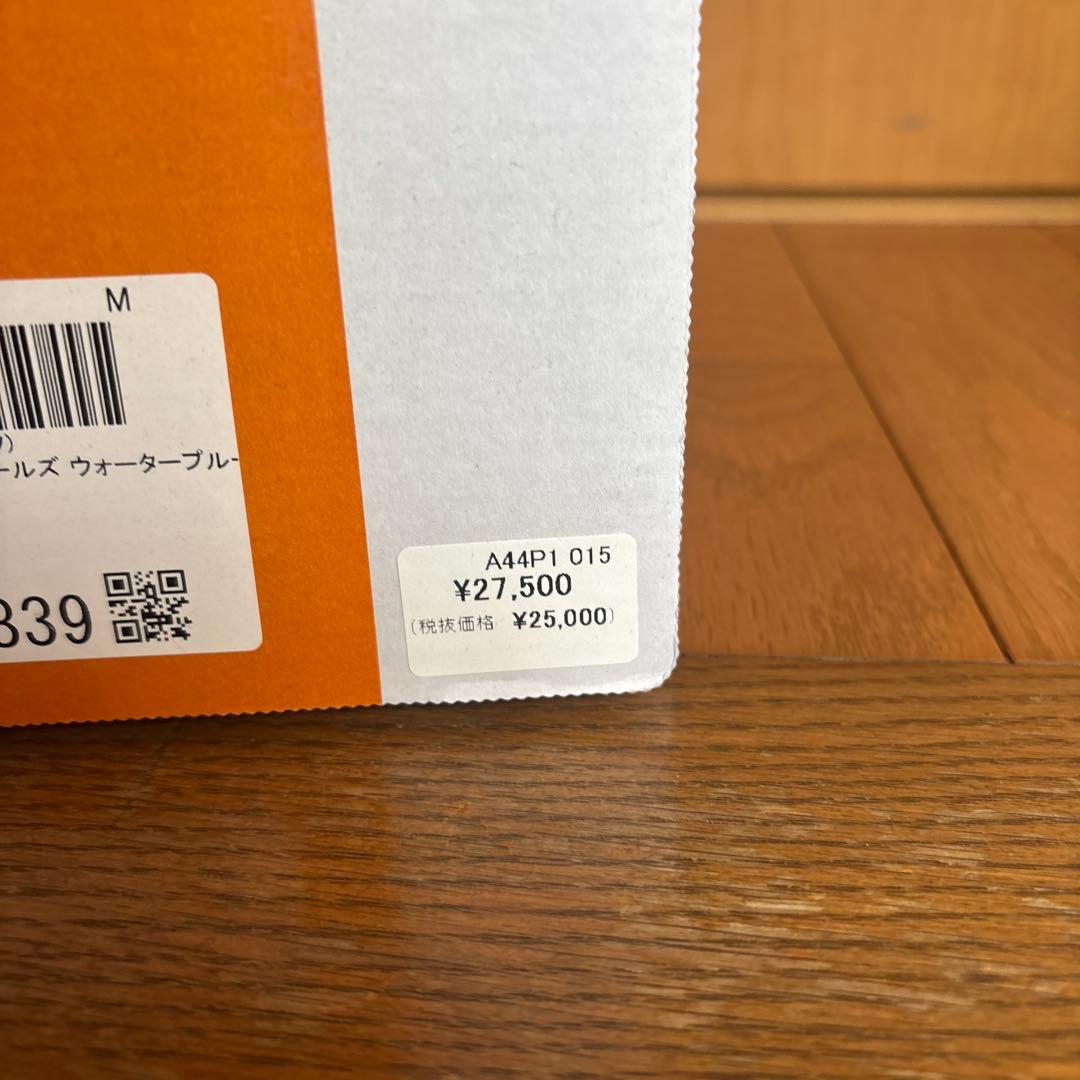 M
ールズ ウォータープルー
839
A44P1 015
¥27,500
(税抜価格 ¥25,000)